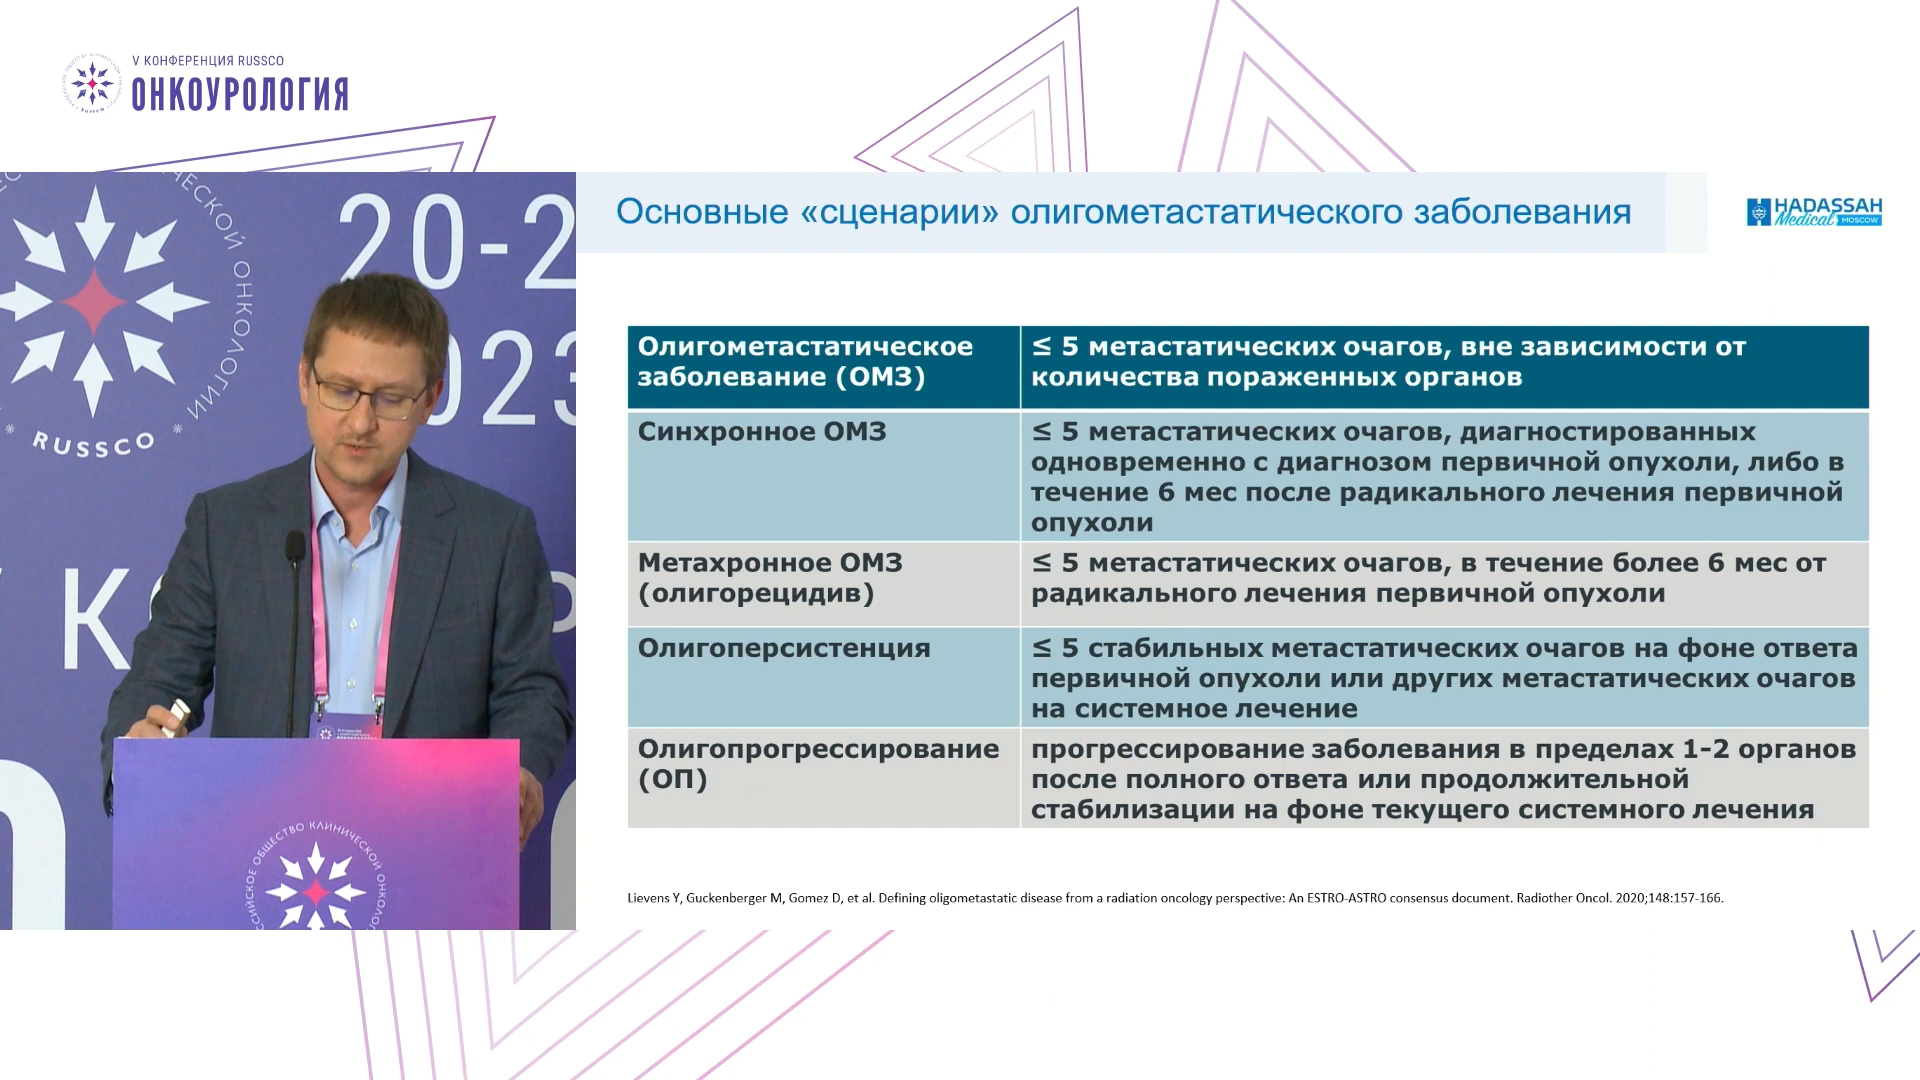 V КОНФЕРЕНЦИЯ RUSSCO
ОНКОУРОЛОГИЯ
RUSSCO
20-2
023
Основные «сценарии» олигометастатического заболевания
HADASSAH
Medical MOSCOW
Олигометастатическое заболевание (ОМЗ)
≤ 5 метастатических очагов, вне зависимости от
количества пораженных органов
Синхронное ОМЗ
≤ 5 метастатических очагов, диагностированных
одновременно с диагнозом первичной опухоли, либо в
течение 6 мес после радикального лечения первичной
опухоли
Метахронное ОМЗ
(олигорецидив)
≤ 5 метастатических очагов, в течение более 6 мес от
радикального лечения первичной опухоли
Олигоперсистенция
≤ 5 стабильных метастатических очагов на фоне ответа
первичной опухоли или других метастатических очагов
на системное лечение
Олигопрогрессирование
(ОП)
прогрессирование заболевания в пределах 1-2 органов
после полного ответа или продолжительной
стабилизации на фоне текущего системного лечения
Lievens Y, Guckenberger M, Gomez D, et al. Defining oligometastatic disease from a radiation oncology perspective: An ESTRO-ASTRO consensus document. Radiother Oncol. 2020;148:157-166.
ОБЩЕСТВО КЛИНИЧЕСКОЙ